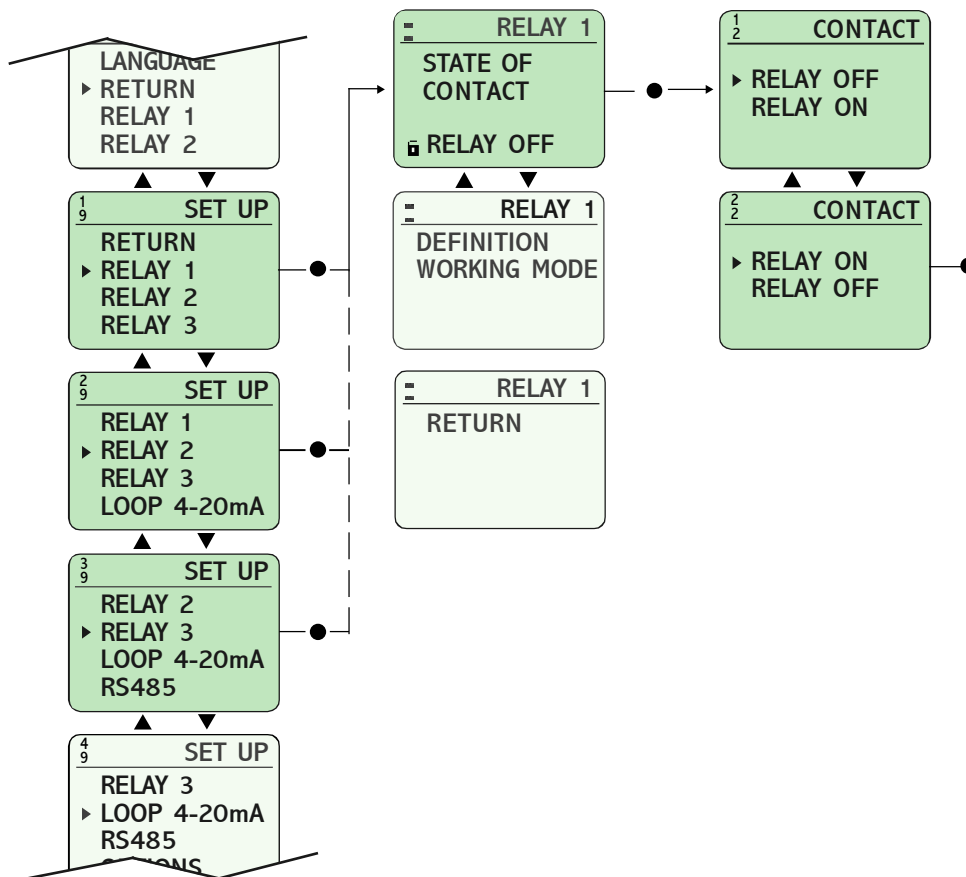 LANGUAGE
RETURN
RELAY 1
RELAY 2
1
9
SET UP
RETURN
RELAY 1
RELAY 2
RELAY 3
2
9
SET UP
RELAY 1
RELAY 2
RELAY 3
LOOP 4-20mA
3
9
SET UP
RELAY 2
RELAY 3
LOOP 4-20mA
RS485
4
9
SET UP
RELAY 3
LOOP 4-20mA
RS485
OPTIONS
RELAY 1
STATE OF
CONTACT
RELAY OFF
RELAY 1
DEFINITION
WORKING MODE
RELAY 1
RETURN
1
2
CONTACT
RELAY OFF
RELAY ON
2
2
CONTACT
RELAY ON
RELAY OFF